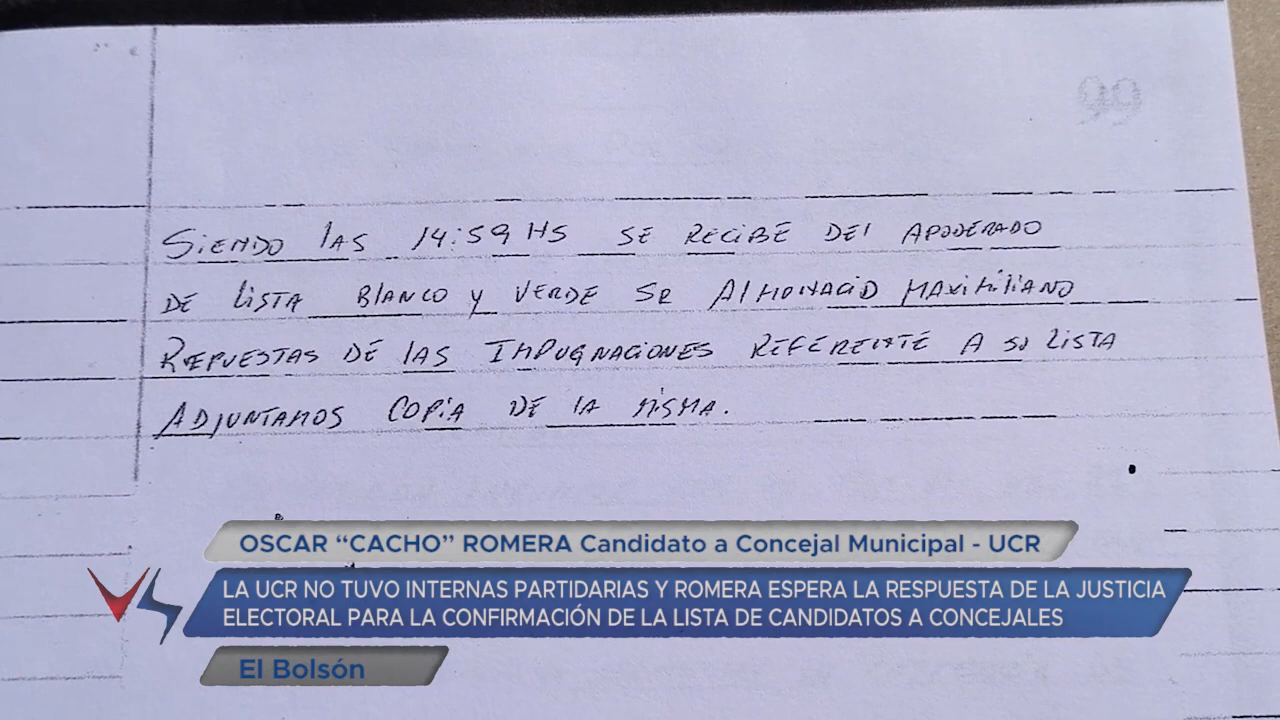 99
SIENDO LAS 14:59 HS SE RECIBE DEL APODERADO
DE LISTA BLANCO Y VERDE SR ALMONACID MAXIMILIANO
REPUESTAS DE LAS IMPUGNACIONES REFERENTE A SU LISTA
ADJUNTAMOS COPIA DE LA MISMA.
OSCAR “CACHO” ROMERA Candidato a Concejal Municipal - UCR
LA UCR NO TUVO INTERNAS PARTIDARIAS Y ROMERA ESPERA LA RESPUESTA DE LA JUSTICIA
ELECTORAL PARA LA CONFIRMACIÓN DE LA LISTA DE CANDIDATOS A CONCEJALES
VS
El Bolsón